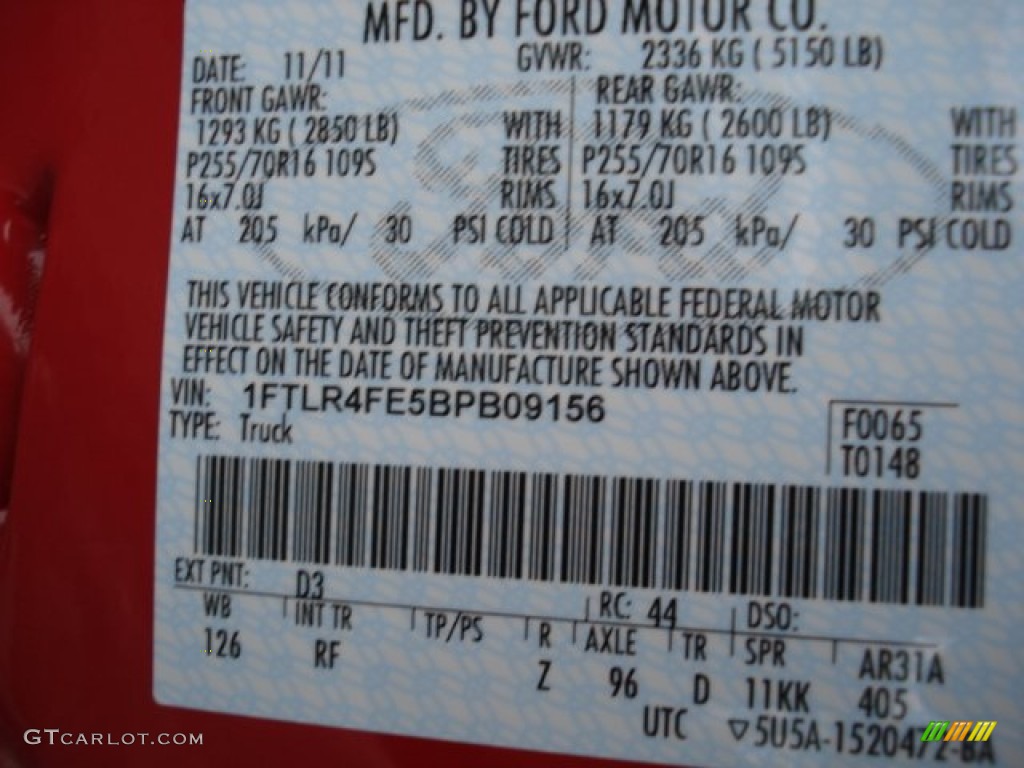 MFD. BY FORD MOTOR CO.
DATE: 11/11 GVWR: 2336 KG ( 5150 LB)
FRONT GAWR: REAR GAWR:
1293 KG ( 2850 LB) WITH 1179 KG ( 2600 LB) WITH
P255/70R16 109S TIRES P255/70R16 109S TIRES
16x7.0J RIMS 16x7.0J RIMS
AT 205 kPa/ 30 PSI COLD AT 205 kPa/ 30 PSI COLD
THIS VEHICLE CONFORMS TO ALL APPLICABLE FEDERAL MOTOR
VEHICLE SAFETY AND THEFT PREVENTION STANDARDS IN
EFFECT ON THE DATE OF MANUFACTURE SHOWN ABOVE.
VIN: 1FTLR4FE5BPB09156
TYPE: Truck
F0065
T0148
EXT PNT: D3 RC: 44 DSO:
WB INT TR TP/PS R AXLE TR SPR AR31A
126 RF Z 96 D 11KK 405
UTC ▽5U5A-1520472-BA
GTCARLOT.COM